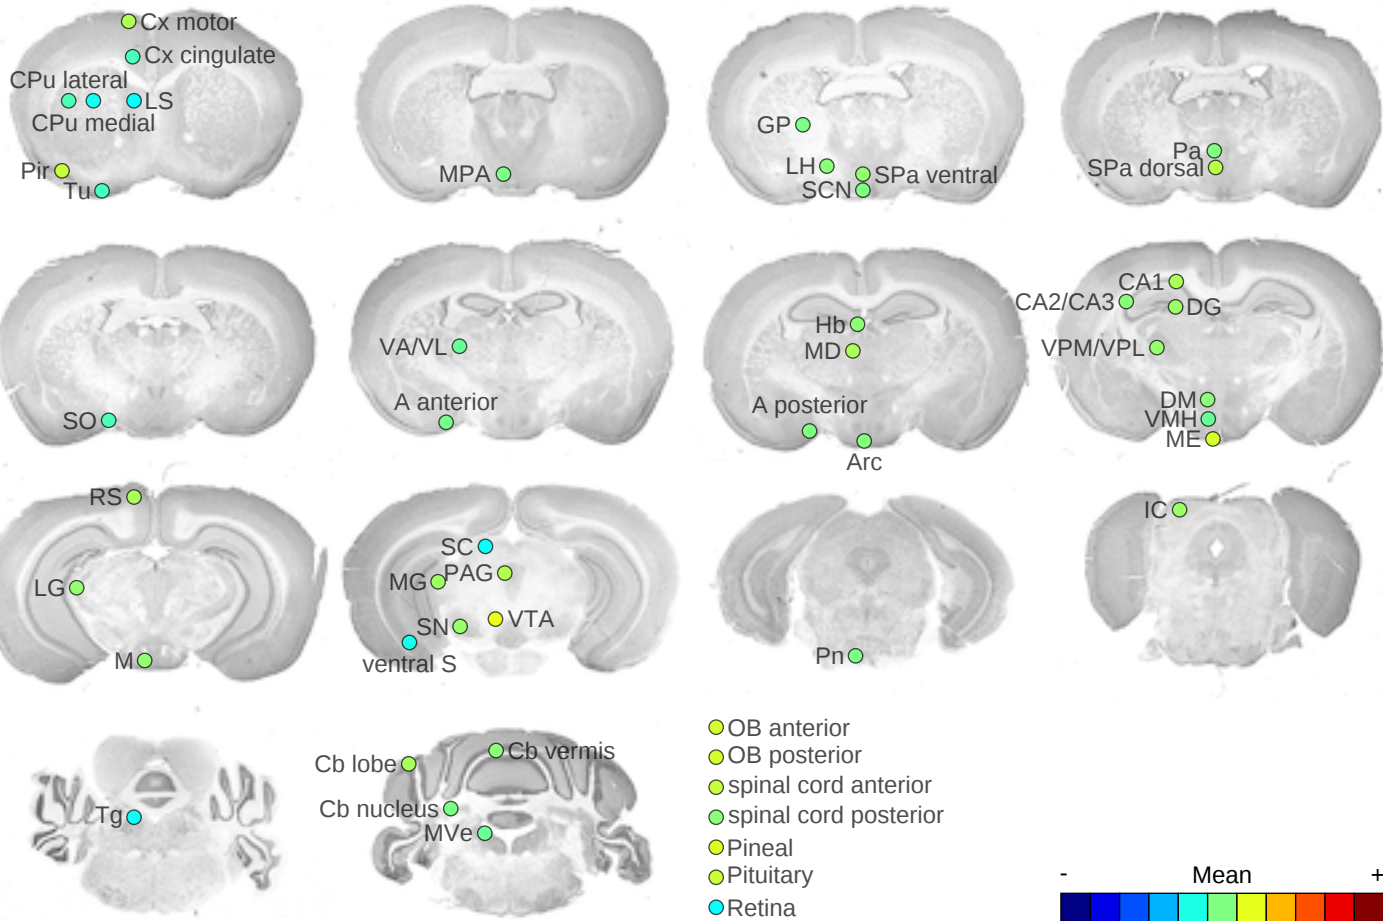 Cx motor
Cx cingulate
CPu lateral
LS
CPu medial
Pir
Tu
MPA
GP
LH
SPa ventral
SCN
Pa
SPa dorsal
SO
VA/VL
A anterior
Hb
MD
A posterior
Arc
CA1
CA2/CA3
DG
VPM/VPL
DM
VMH
ME
RS
LG
M
SC
PAG
MG
VTA
SN
ventral S
Pn
IC
Tg
Cb vermis
Cb lobe
Cb nucleus
MVe
OB anterior
OB posterior
spinal cord anterior
spinal cord posterior
Pineal
Pituitary
Retina
- Mean +